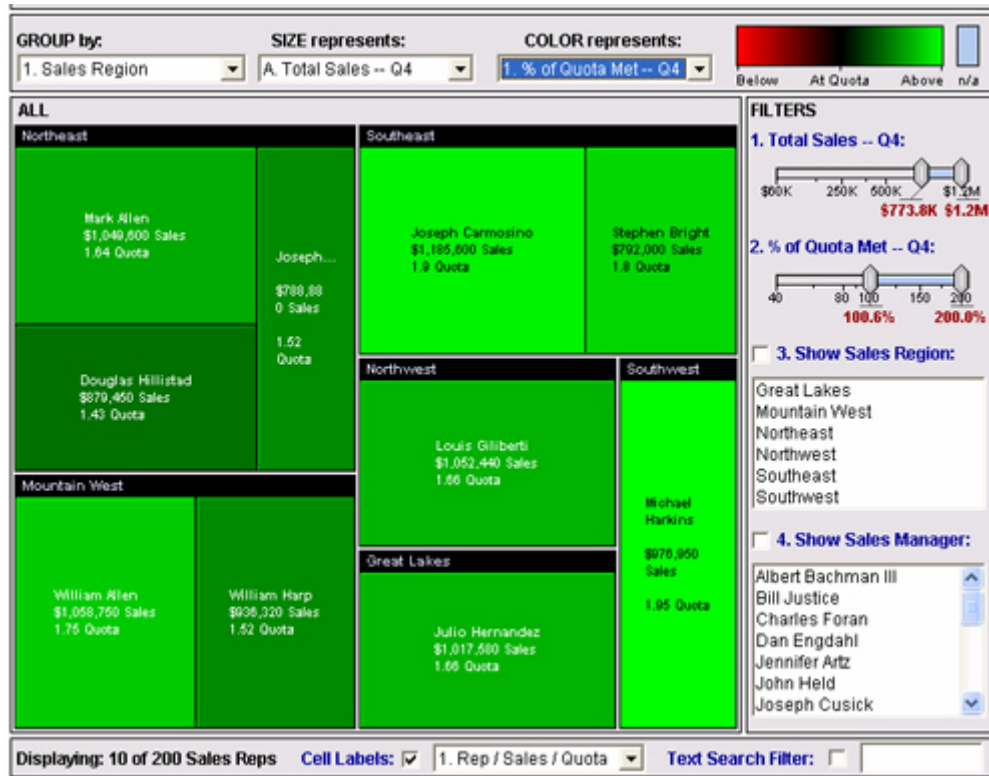 GROUP by: SIZE represents: COLOR represents:
1. Sales Region A. Total Sales -- Q4 1. % of Quota Met -- Q4
Below At Quota Above n/a
ALL
Northeast
Mark Allen
$1,049,600 Sales
1.64 Quota
Joseph...
$788,88
0 Sales
1.52
Quota
Douglas Hillistad
$879,450 Sales
1.43 Quota
Southeast
Joseph Carmosino
$1,185,600 Sales
1.9 Quota
Stephen Bright
$792,000 Sales
1.8 Quota
Mountain West
William Allen
$1,058,750 Sales
1.75 Quota
William Harp
$936,320 Sales
1.52 Quota
Northwest
Louis Giliberti
$1,052,440 Sales
1.66 Quota
Great Lakes
Julio Hernandez
$1,017,580 Sales
1.66 Quota
Southwest
Michael
Harkins
$976,950
Sales
1.95 Quota
FILTERS
1. Total Sales -- Q4:
$60K 250K 500K $1.2M
$773.8K $1.2M
2. % of Quota Met -- Q4:
40 80 100 150 200
100.6% 200.0%
3. Show Sales Region:
Great Lakes
Mountain West
Northeast
Northwest
Southeast
Southwest
4. Show Sales Manager:
Albert Bachman III
Bill Justice
Charles Foran
Dan Engdahl
Jennifer Artz
John Held
Joseph Cusick
Displaying: 10 of 200 Sales Reps Cell Labels: 1. Rep / Sales / Quota Text Search Filter: